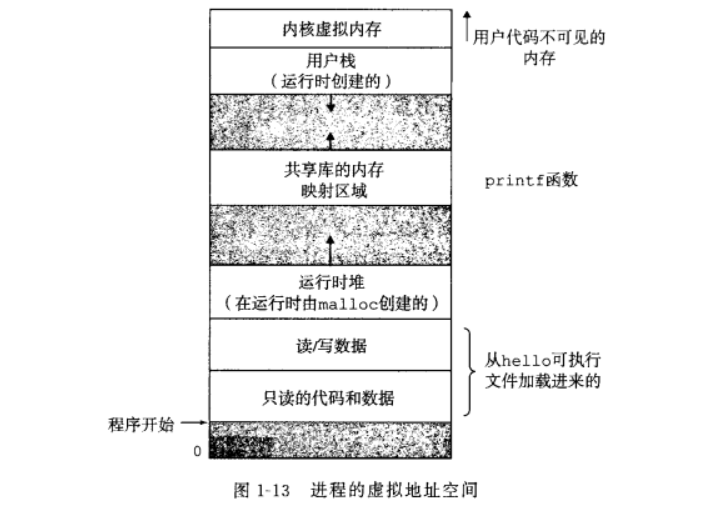 内核虚拟内存
用户代码不可见的
内存
用户栈
（运行时创建的）
共享库的内存
映射区域
printf函数
运行时堆
（在运行时由malloc创建的）
读/写数据
从hello可执行
文件加载进来的
只读的代码和数据
程序开始
0
图 1-13 进程的虚拟地址空间